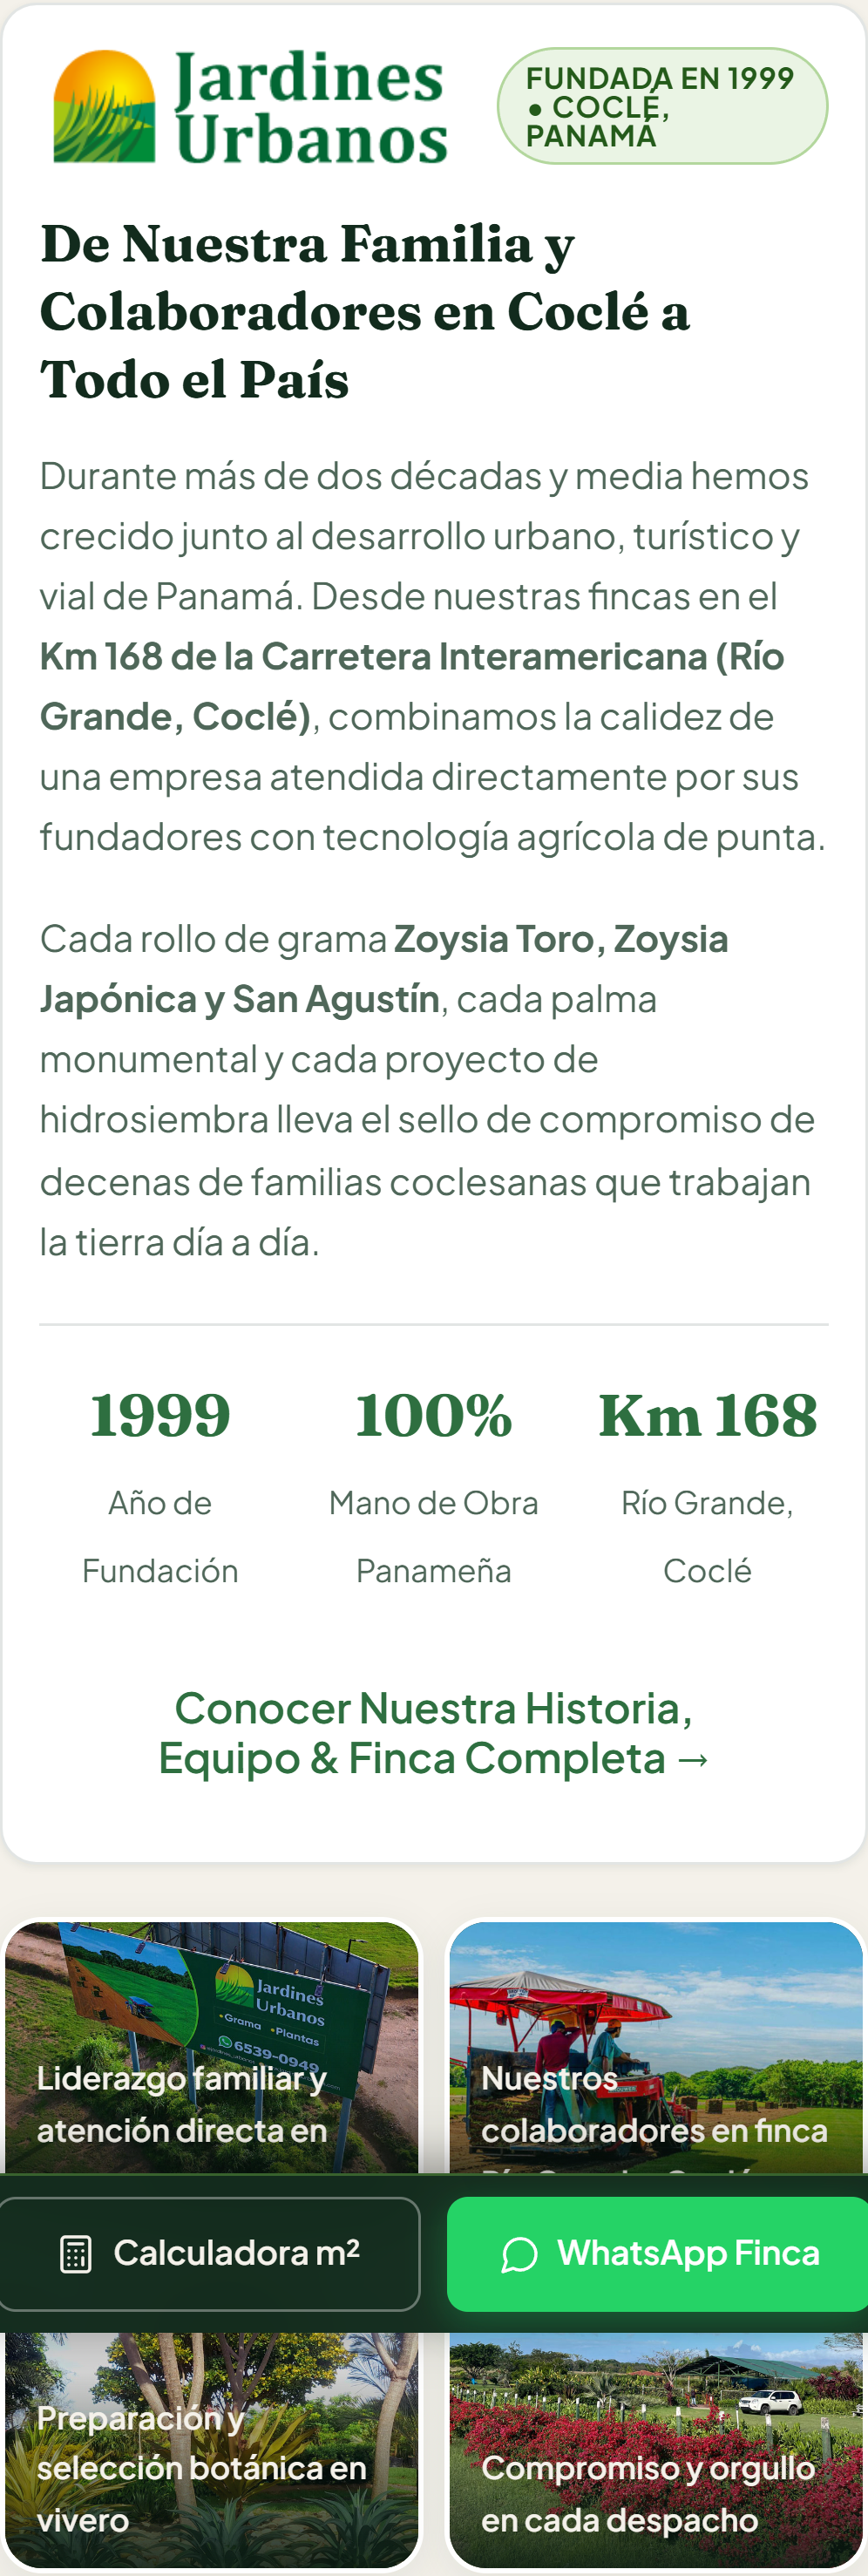 Jardines
Urbanos
FUNDADA EN 1999
• COCLÉ,
PANAMÁ
De Nuestra Familia y
Colaboradores en Coclé a
Todo el País
Durante más de dos décadas y media hemos
crecido junto al desarrollo urbano, turístico y
vial de Panamá. Desde nuestras fincas en el
Km 168 de la Carretera Interamericana (Río
Grande, Coclé), combinamos la calidez de
una empresa atendida directamente por sus
fundadores con tecnología agrícola de punta.
Cada rollo de grama Zoysia Toro, Zoysia
Japónica y San Agustín, cada palma
monumental y cada proyecto de
hidrosiembra lleva el sello de compromiso de
decenas de familias coclesanas que trabajan
la tierra día a día.
1999
Año de
Fundación
100%
Mano de Obra
Panameña
Km 168
Río Grande,
Coclé
Conocer Nuestra Historia,
Equipo & Finca Completa →
Jardines
Urbanos
•Grama •Plantas
6539-0949
Liderazgo familiar y
atención directa en
Nuestros
colaboradores en finca
Calculadora m²
WhatsApp Finca
Preparación y
selección botánica en
vivero
Compromiso y orgullo
en cada despacho